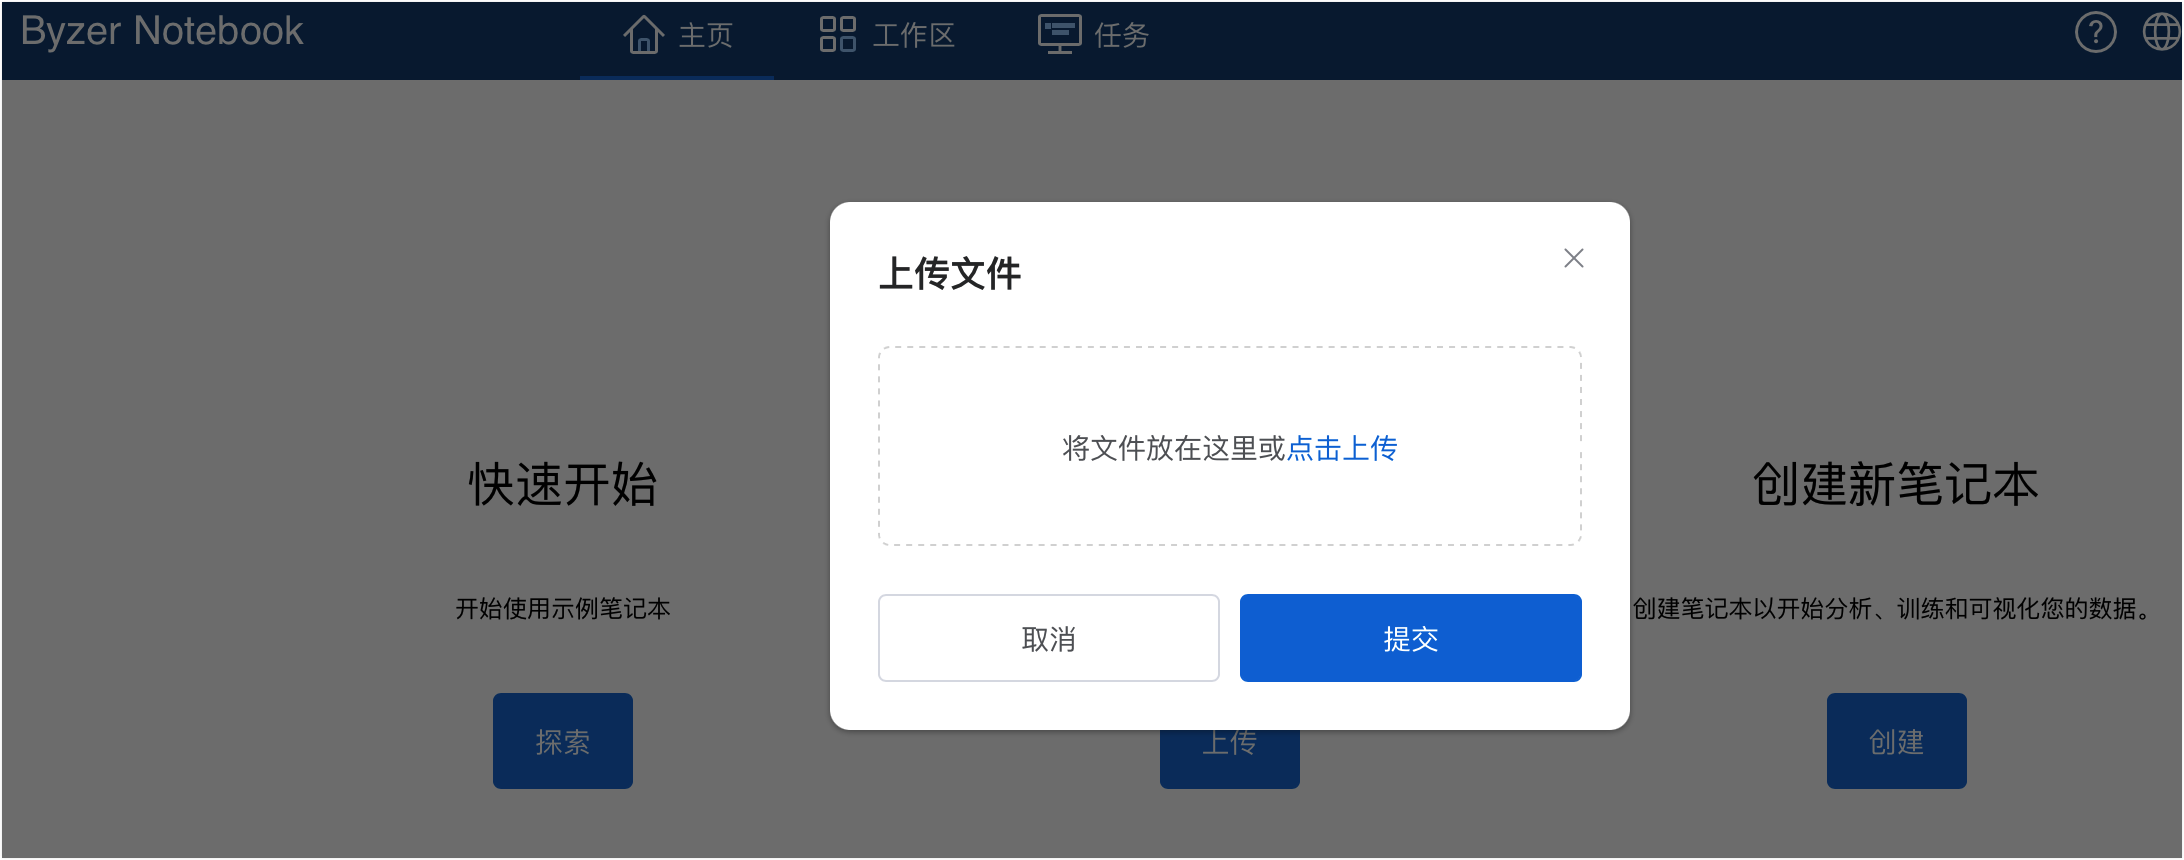 Byzer Notebook
主页
工作区
任务
上传文件
将文件放在这里或点击上传
取消
提交
快速开始
开始使用示例笔记本
探索
上传
创建新笔记本
创建笔记本以开始分析、训练和可视化您的数据。
创建